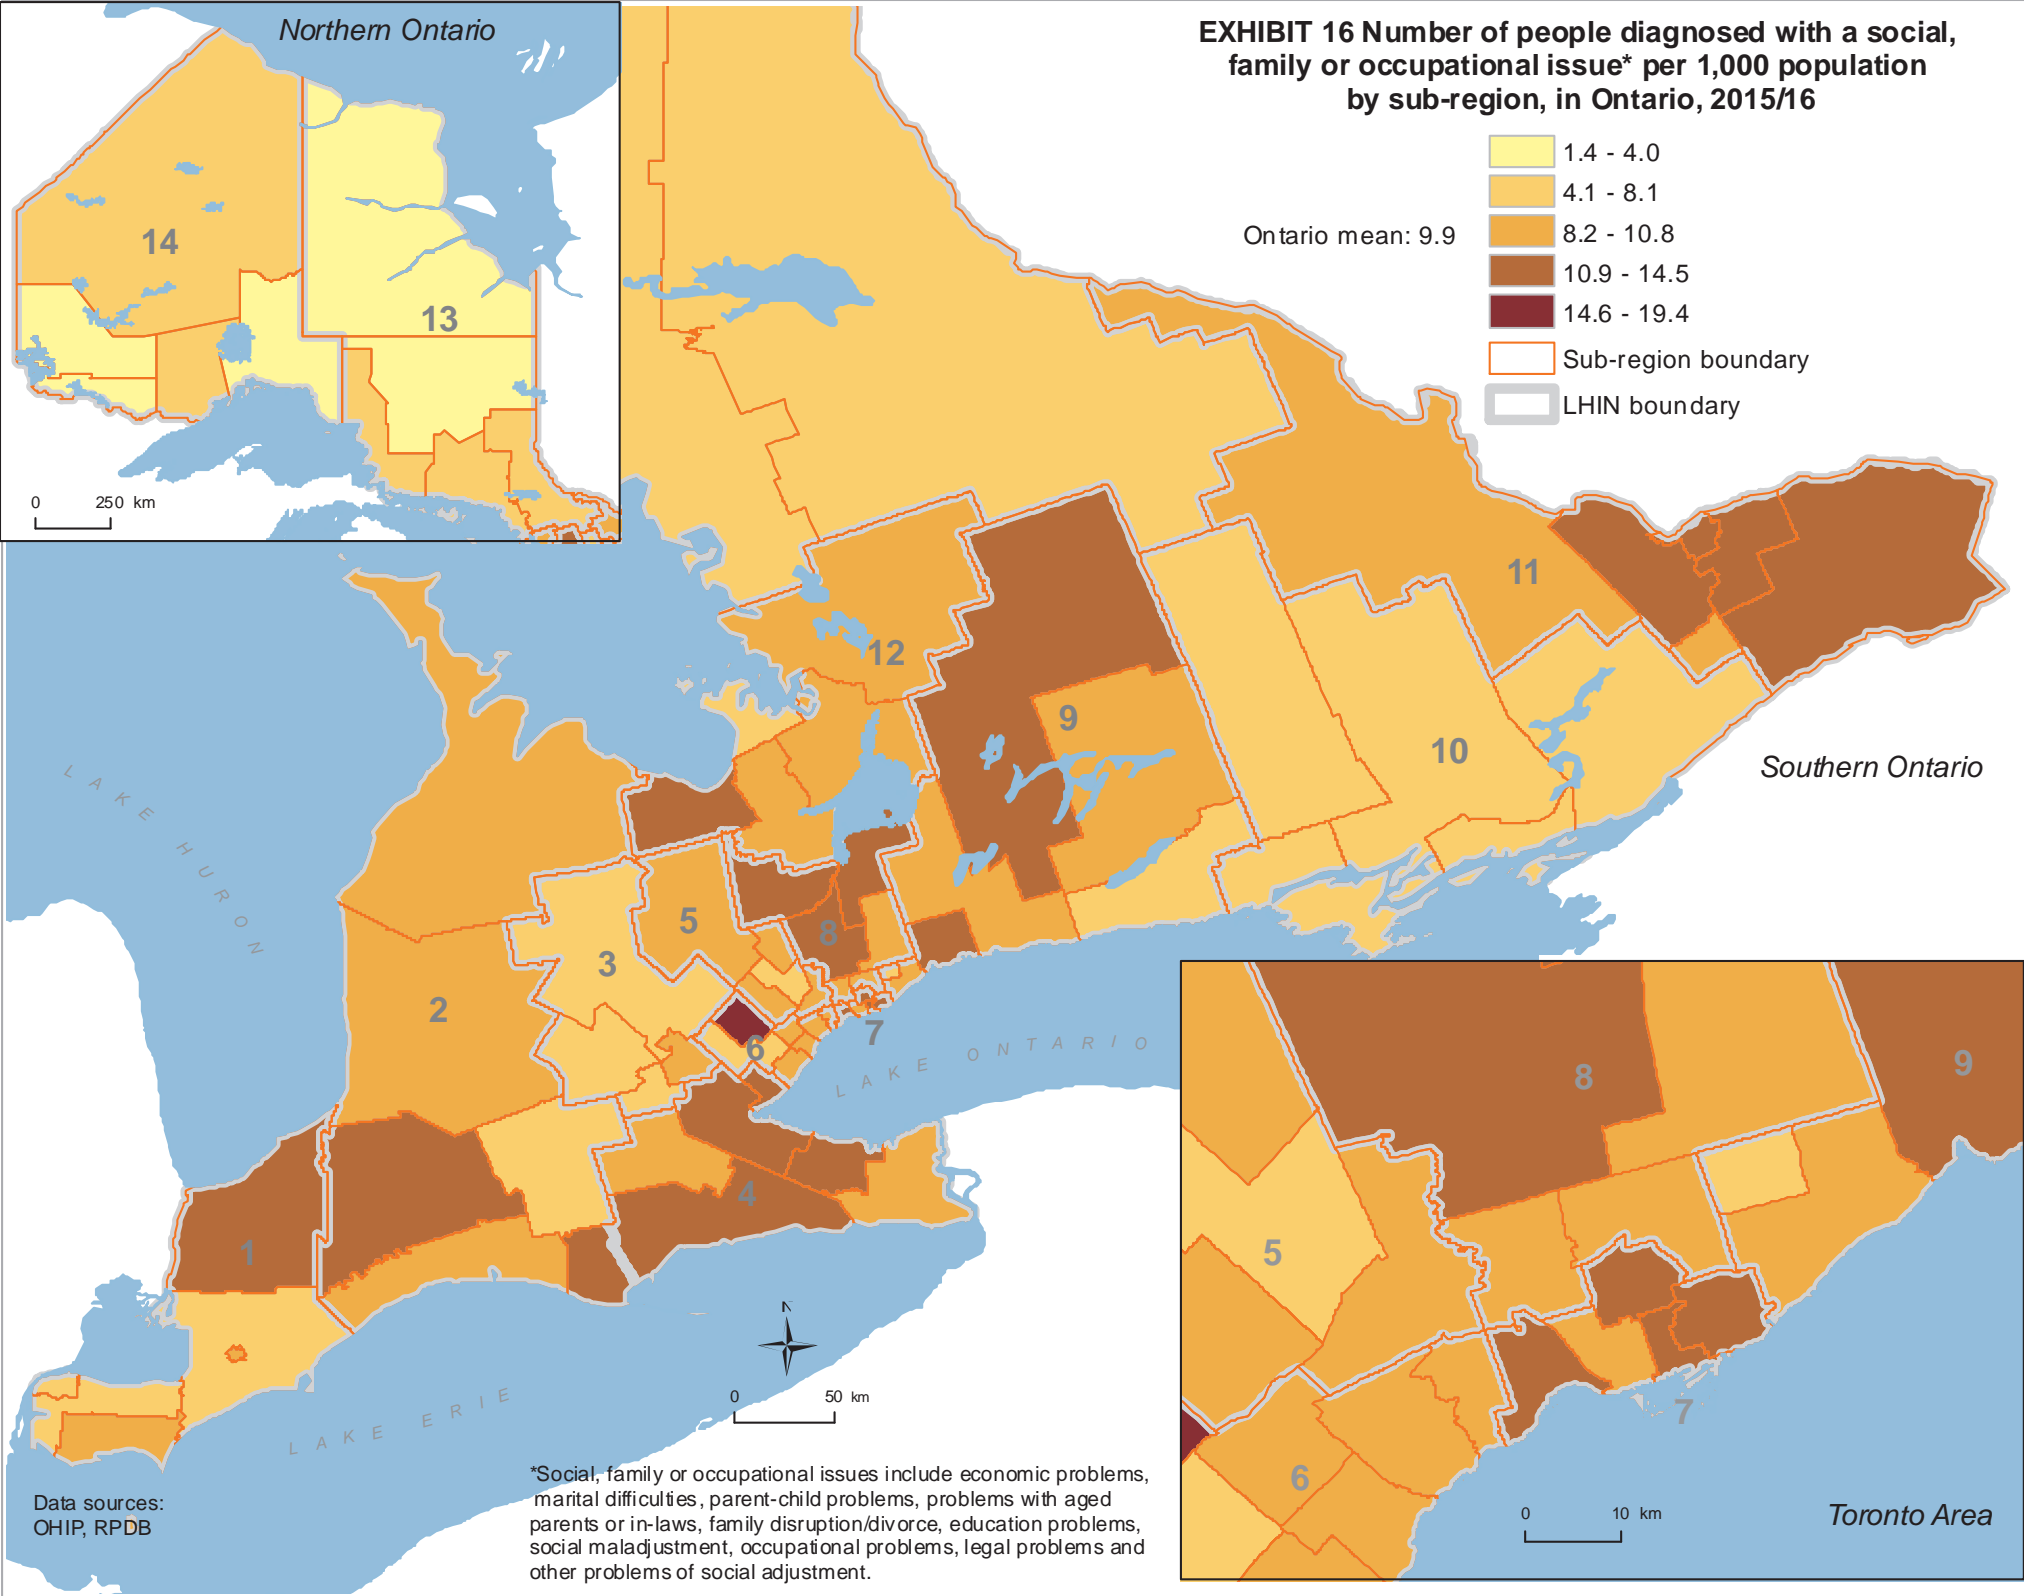 Northern Ontario
EXHIBIT 16 Number of people diagnosed with a social,
family or occupational issue* per 1,000 population
by sub-region, in Ontario, 2015/16
1.4 - 4.0
4.1 - 8.1
Ontario mean: 9.9
8.2 - 10.8
10.9 - 14.5
14.6 - 19.4
Sub-region boundary
LHIN boundary
14
13
0 250 km
11
12
9
10
Southern Ontario
LAKE HURON
5
8
3
2
7
6
LAKE ONTARIO
4
1
N
0 50 km
LAKE ERIE
8
9
5
7
6
0 10 km
Toronto Area
*Social, family or occupational issues include economic problems,
marital difficulties, parent-child problems, problems with aged
parents or in-laws, family disruption/divorce, education problems,
social maladjustment, occupational problems, legal problems and
other problems of social adjustment.
Data sources:
OHIP, RPDB